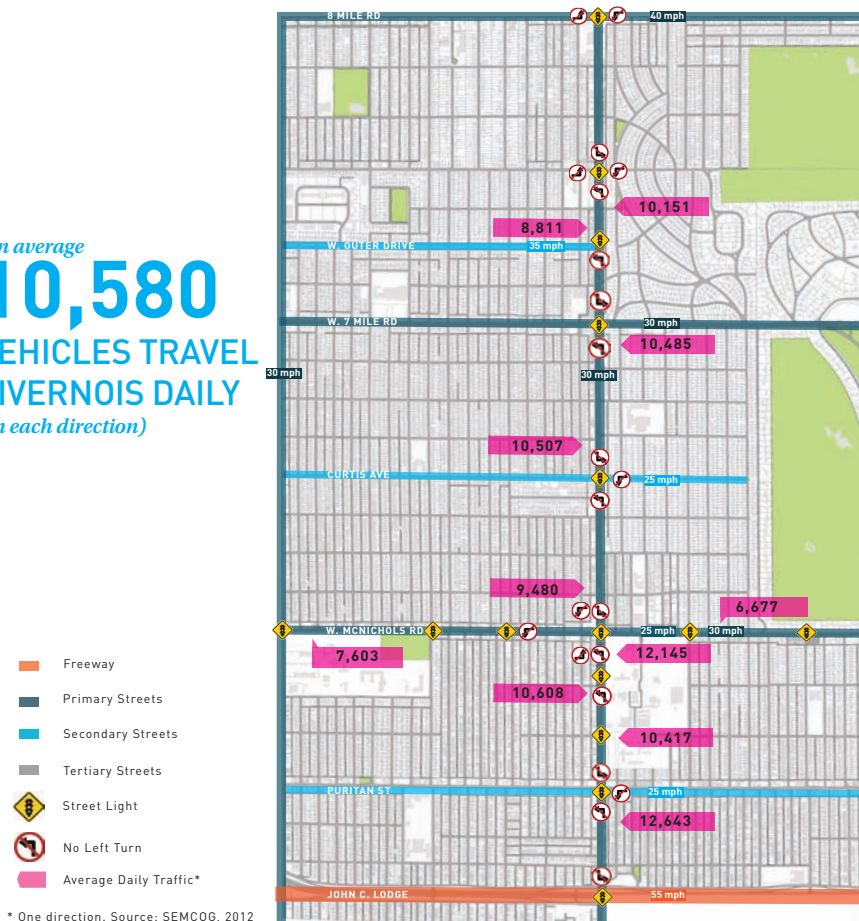 8 MILE RD
40 mph
10,151
8,811
n average
W. OUTER DRIVE
35 mph
10,580
W. 7 MILE RD
30 mph
EHICLES TRAVEL
10,485
30 mph
30 mph
IVERNOIS DAILY
n each direction)
10,507
CURTIS AVE
25 mph
9,480
6,677
W. MCNICHOLS RD
25 mph
30 mph
7,603
12,145
Freeway
10,608
Primary Streets
Secondary Streets
10,417
Tertiary Streets
PURITAN ST
25 mph
Street Light
12,643
No Left Turn
Average Daily Traffic*
JOHN C. LODGE
55 mph
* One direction. Source: SEMCOG, 2012